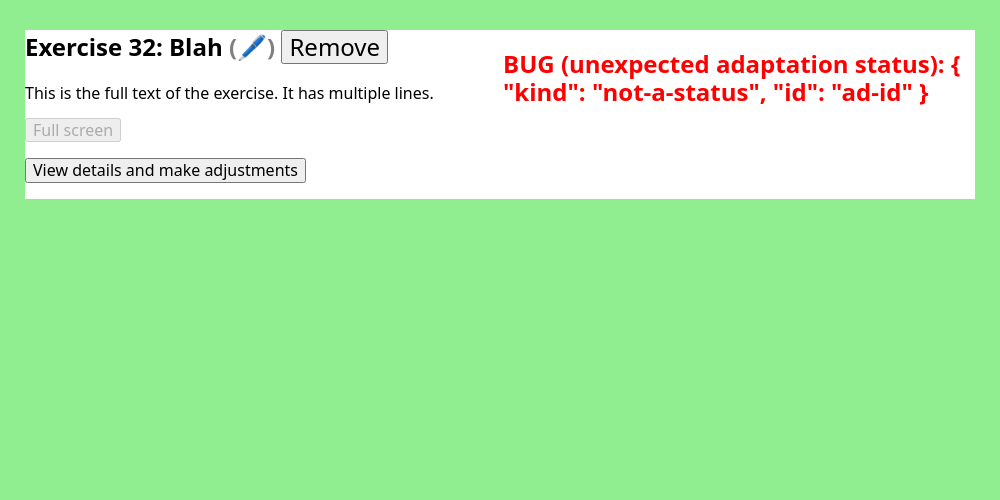 Exercise 32: Blah (🖊️) Remove
This is the full text of the exercise. It has multiple lines.
Full screen
View details and make adjustments
BUG (unexpected adaptation status): {
"kind": "not-a-status", "id": "ad-id" }